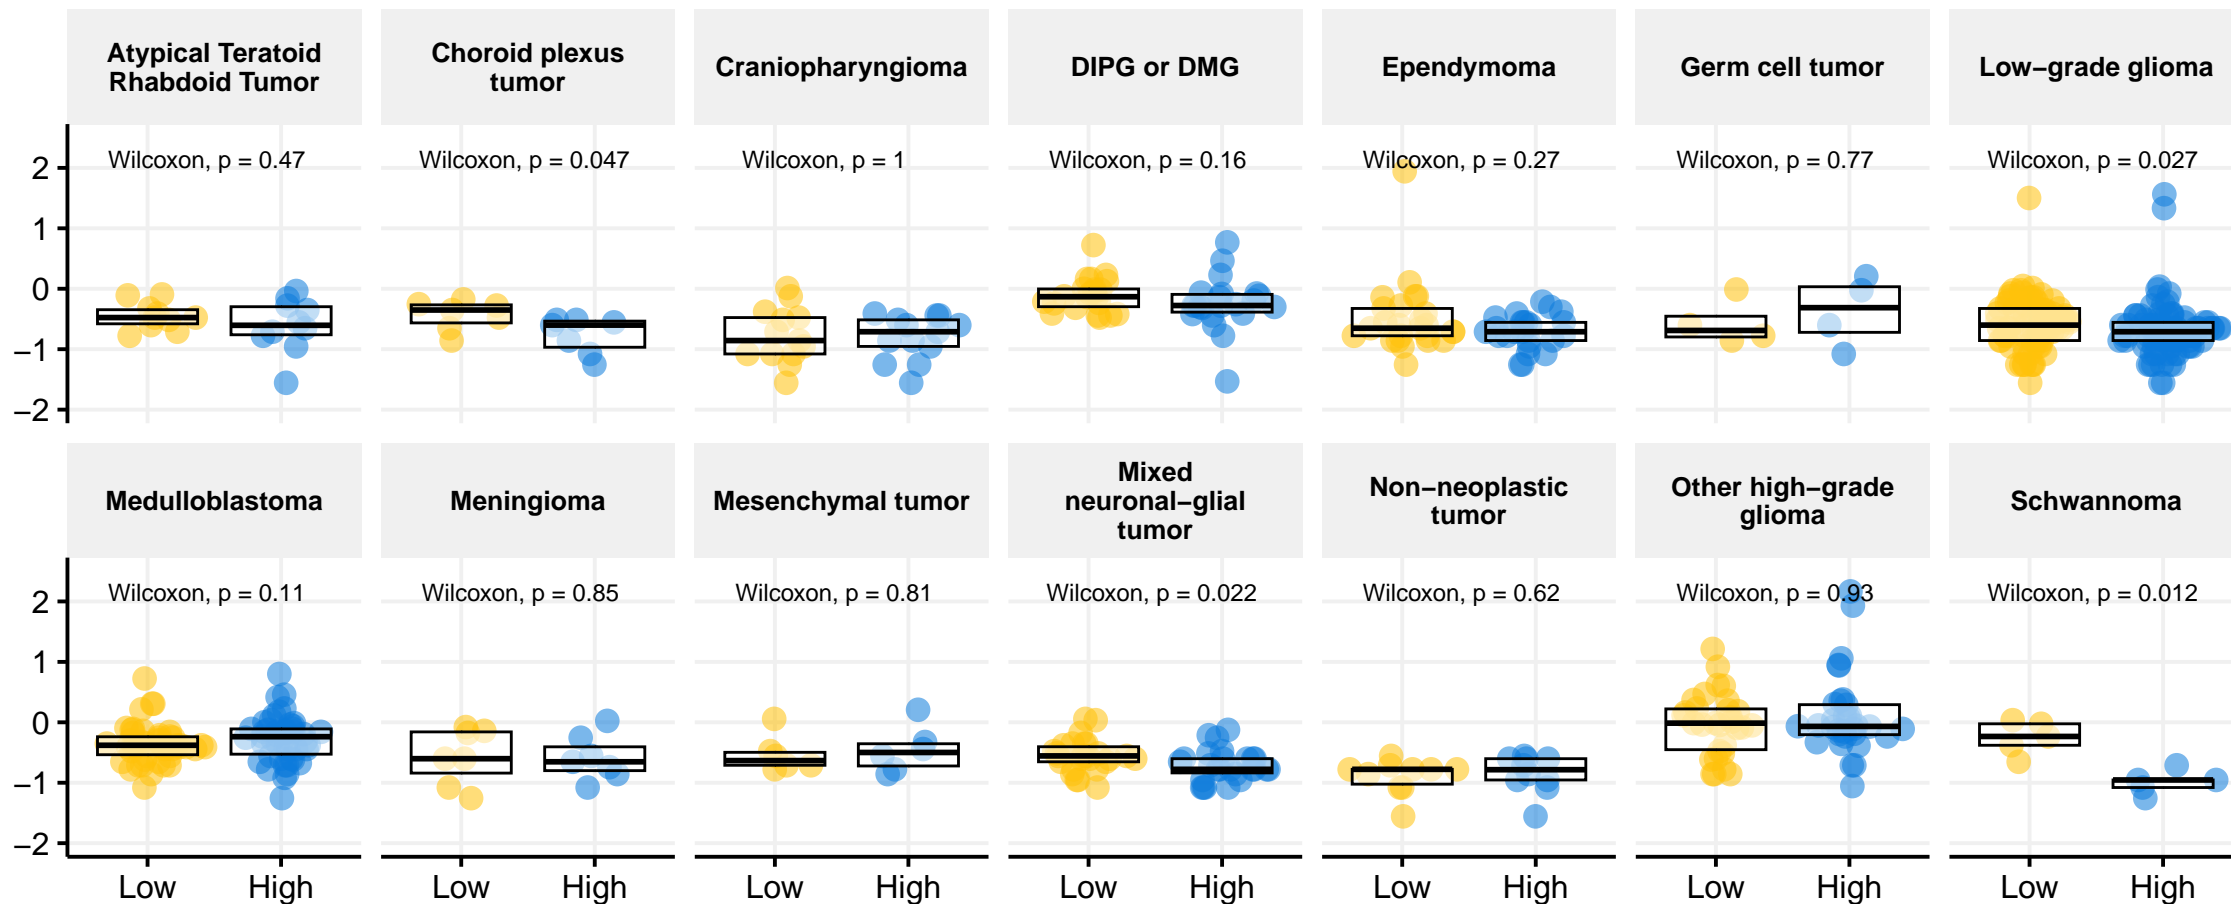 Atypical Teratoid
Rhabdoid Tumor
Choroid plexus
tumor
Craniopharyngioma
DIPG or DMG
Ependymoma
Germ cell tumor
Low−grade glioma
Wilcoxon, p = 0.47
Wilcoxon, p = 0.047
Wilcoxon, p = 1
Wilcoxon, p = 0.16
Wilcoxon, p = 0.27
Wilcoxon, p = 0.77
Wilcoxon, p = 0.027
2
1
0
−1
−2
Medulloblastoma
Meningioma
Mesenchymal tumor
Mixed
neuronal−glial
tumor
Non−neoplastic
tumor
Other high−grade
glioma
Schwannoma
Wilcoxon, p = 0.11
Wilcoxon, p = 0.85
Wilcoxon, p = 0.81
Wilcoxon, p = 0.022
Wilcoxon, p = 0.62
Wilcoxon, p = 0.93
Wilcoxon, p = 0.012
2
1
0
−1
−2
Low High Low High Low High Low High Low High Low High Low High